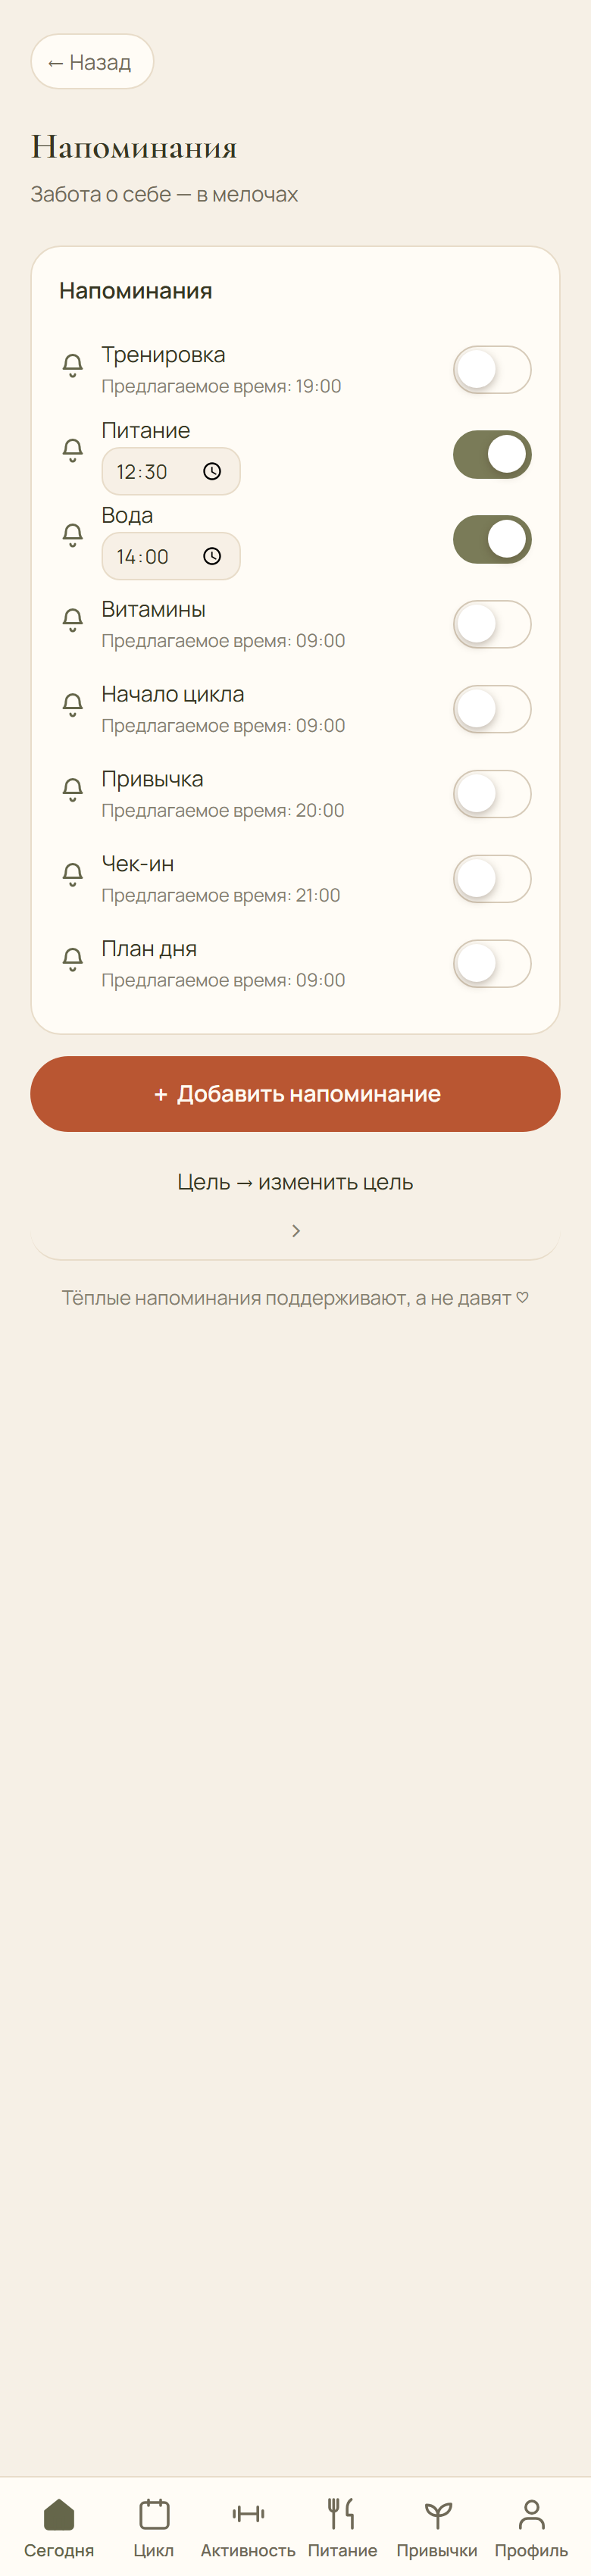 ← Назад
Напоминания
Забота о себе — в мелочах
Напоминания
Тренировка
Предлагаемое время: 19:00
Питание
12:30
Вода
14:00
Витамины
Предлагаемое время: 09:00
Начало цикла
Предлагаемое время: 09:00
Привычка
Предлагаемое время: 20:00
Чек-ин
Предлагаемое время: 21:00
План дня
Предлагаемое время: 09:00
+ Добавить напоминание
Цель → изменить цель
Тёплые напоминания поддерживают, а не давят ♡
Сегодня Цикл Активность Питание Привычки Профиль